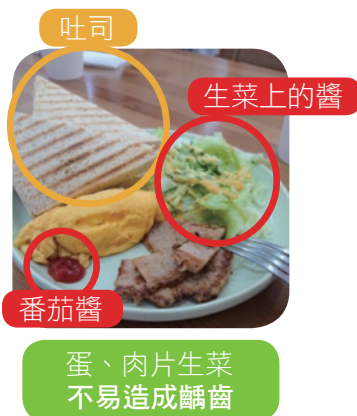 吐司
生菜上的醬
番茄醬
蛋、肉片生菜
不易造成齲齒